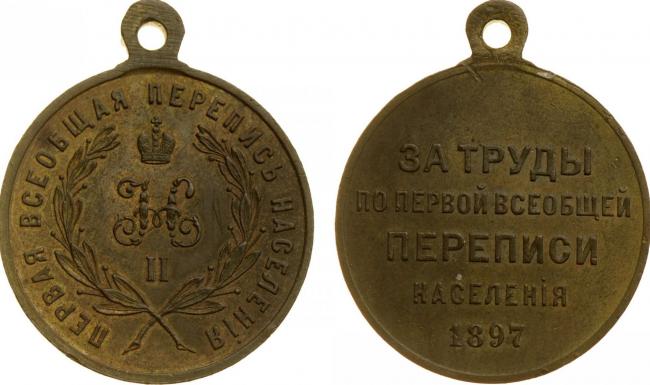 ПЕРВАЯ ВСЕОБЩАЯ ПЕРЕПИСЬ НАСЕЛЕНІЯ
Н
II
ЗА ТРУДЫ
ПО ПЕРВОЙ ВСЕОБЩЕЙ
ПЕРЕПИСИ
НАСЕЛЕНІЯ
1897